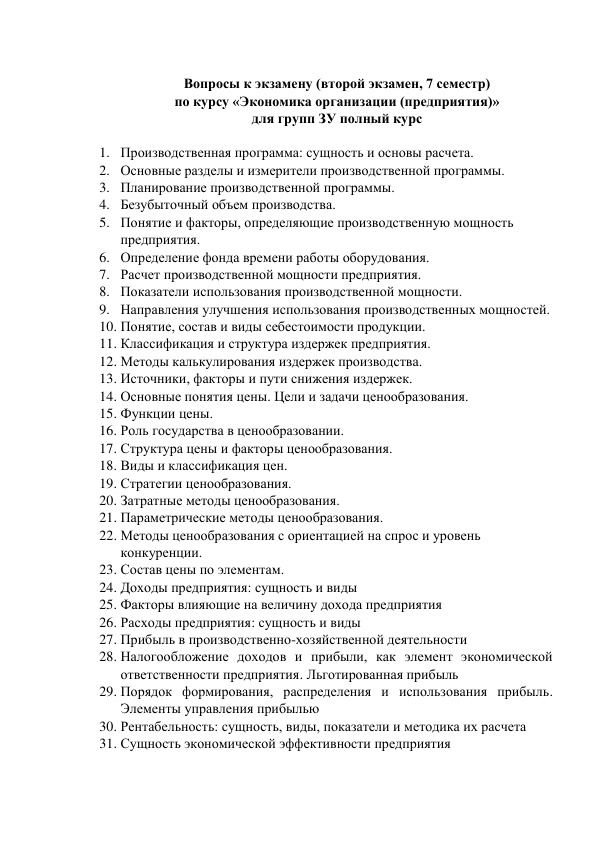 Вопросы к экзамену (второй экзамен, 7 семестр)
по курсу «Экономика организации (предприятия)»
для групп ЗУ полный курс
1. Производственная программа: сущность и основы расчета.
2. Основные разделы и измерители производственной программы.
3. Планирование производственной программы.
4. Безубыточный объем производства.
5. Понятие и факторы, определяющие производственную мощность
предприятия.
6. Определение фонда времени работы оборудования.
7. Расчет производственной мощности предприятия.
8. Показатели использования производственной мощности.
9. Направления улучшения использования производственных мощностей.
10. Понятие, состав и виды себестоимости продукции.
11. Классификация и структура издержек предприятия.
12. Методы калькулирования издержек производства.
13. Источники, факторы и пути снижения издержек.
14. Основные понятия цены. Цели и задачи ценообразования.
15. Функции цены.
16. Роль государства в ценообразовании.
17. Структура цены и факторы ценообразования.
18. Виды и классификация цен.
19. Стратегии ценообразования.
20. Затратные методы ценообразования.
21. Параметрические методы ценообразования.
22. Методы ценообразования с ориентацией на спрос и уровень
конкуренции.
23. Состав цены по элементам.
24. Доходы предприятия: сущность и виды
25. Факторы влияющие на величину дохода предприятия
26. Расходы предприятия: сущность и виды
27. Прибыль в производственно-хозяйственной деятельности
28. Налогообложение доходов и прибыли, как элемент экономической
ответственности предприятия. Льготированная прибыль
29. Порядок формирования, распределения и использования прибыль.
Элементы управления прибылью
30. Рентабельность: сущность, виды, показатели и методика их расчета
31. Сущность экономической эффективности предприятия